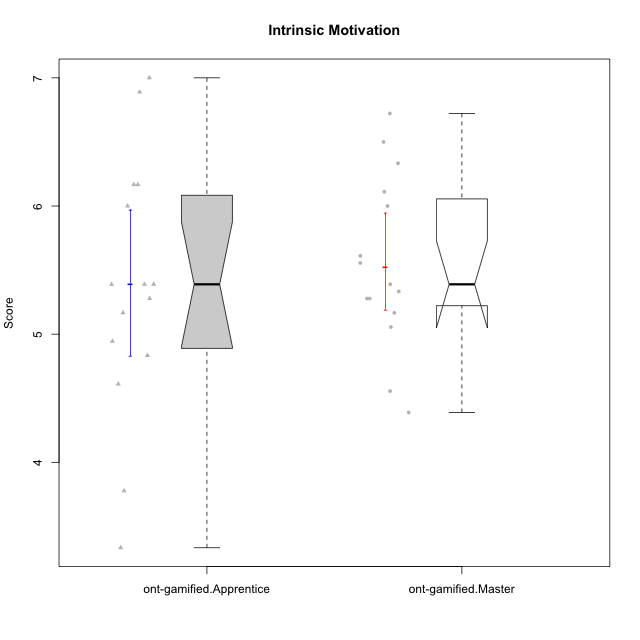 Intrinsic Motivation
7
6
5
4
Score
ont-gamified.Apprentice
ont-gamified.Master